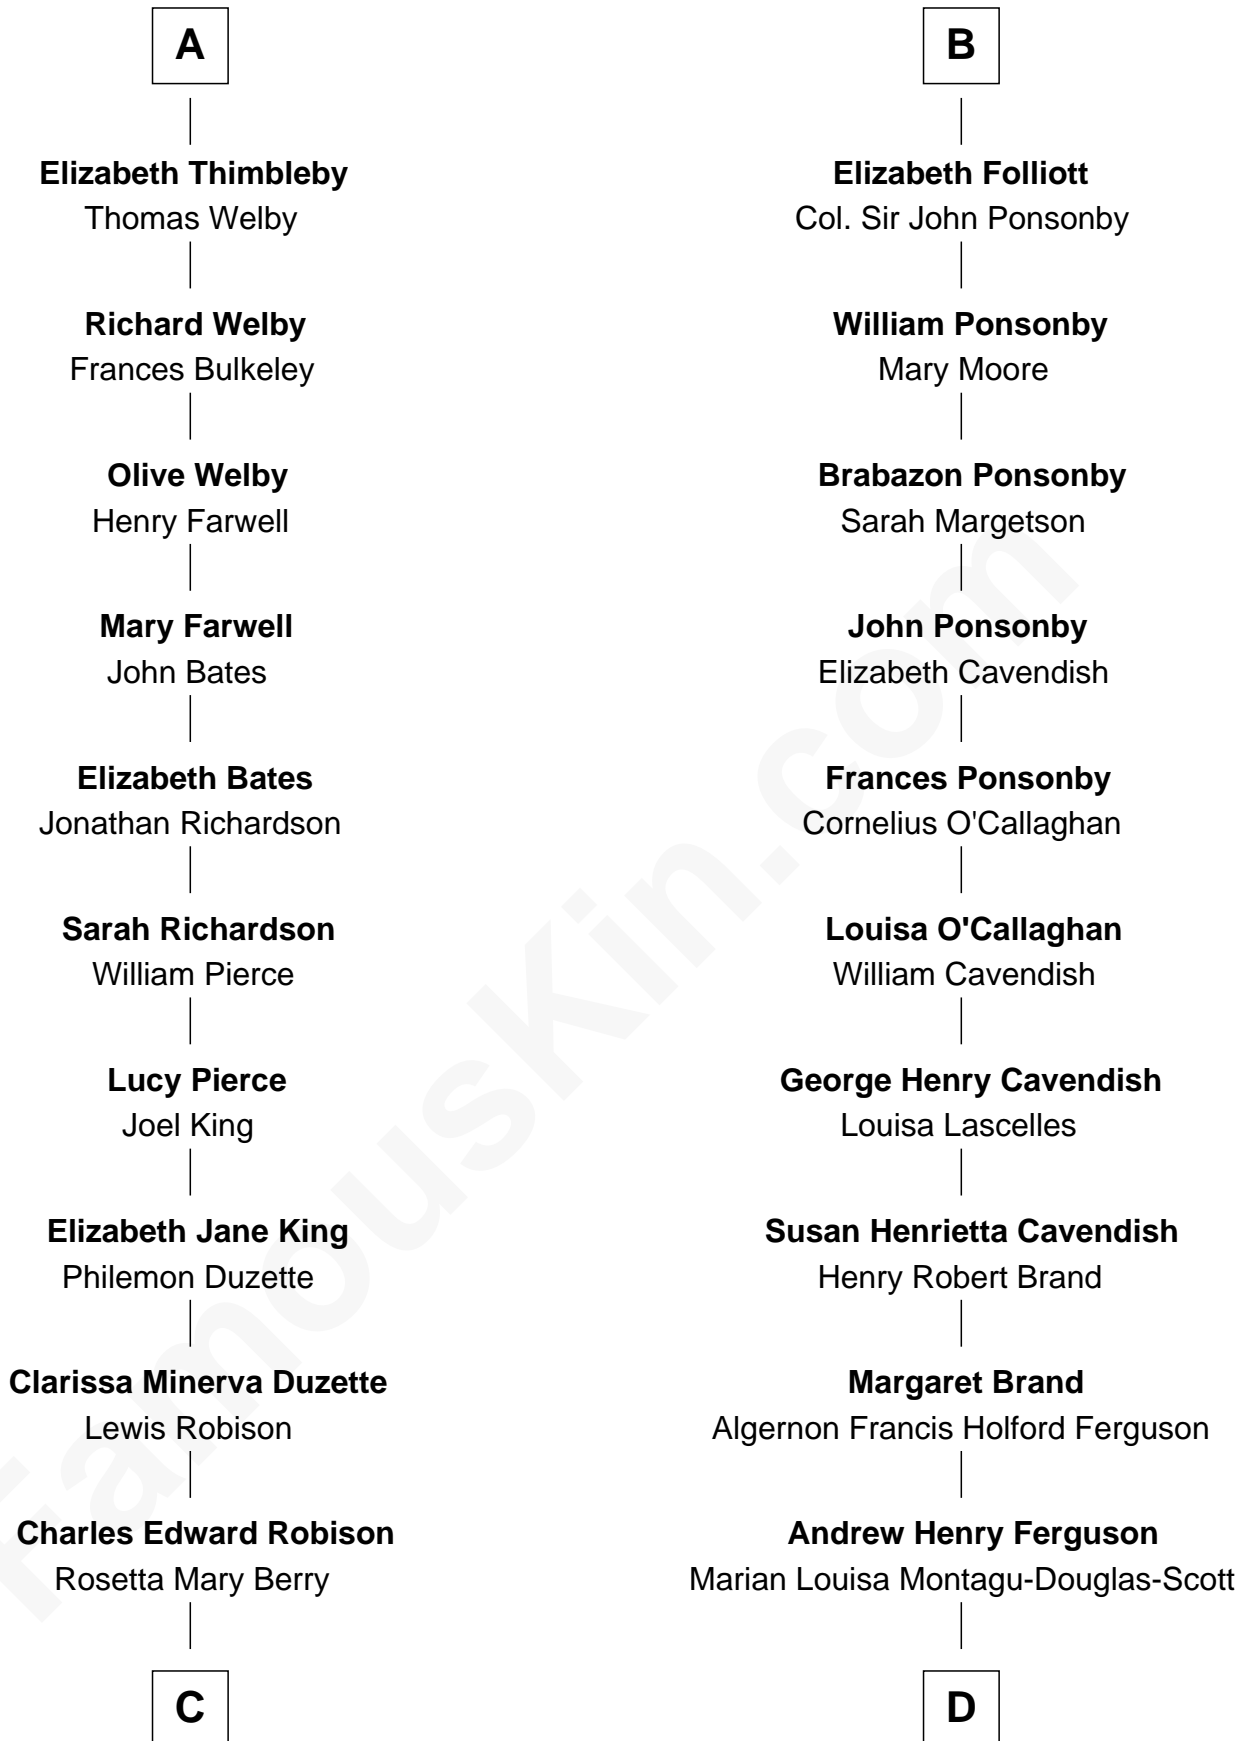 A
Elizabeth Thimbleby
Thomas Welby
Richard Welby
Frances Bulkeley
Olive Welby
Henry Farwell
Mary Farwell
John Bates
Elizabeth Bates
Jonathan Richardson
Sarah Richardson
William Pierce
Lucy Pierce
Joel King
Elizabeth Jane King
Philemon Duzette
Clarissa Minerva Duzette
Lewis Robison
Charles Edward Robison
Rosetta Mary Berry
C
B
Elizabeth Folliott
Col. Sir John Ponsonby
William Ponsonby
Mary Moore
Brabazon Ponsonby
Sarah Margetson
John Ponsonby
Elizabeth Cavendish
Frances Ponsonby
Cornelius O'Callaghan
Louisa O'Callaghan
William Cavendish
George Henry Cavendish
Louisa Lascelles
Susan Henrietta Cavendish
Henry Robert Brand
Margaret Brand
Algernon Francis Holford Ferguson
Andrew Henry Ferguson
Marian Louisa Montagu-Douglas-Scott
D
FamousKin.com